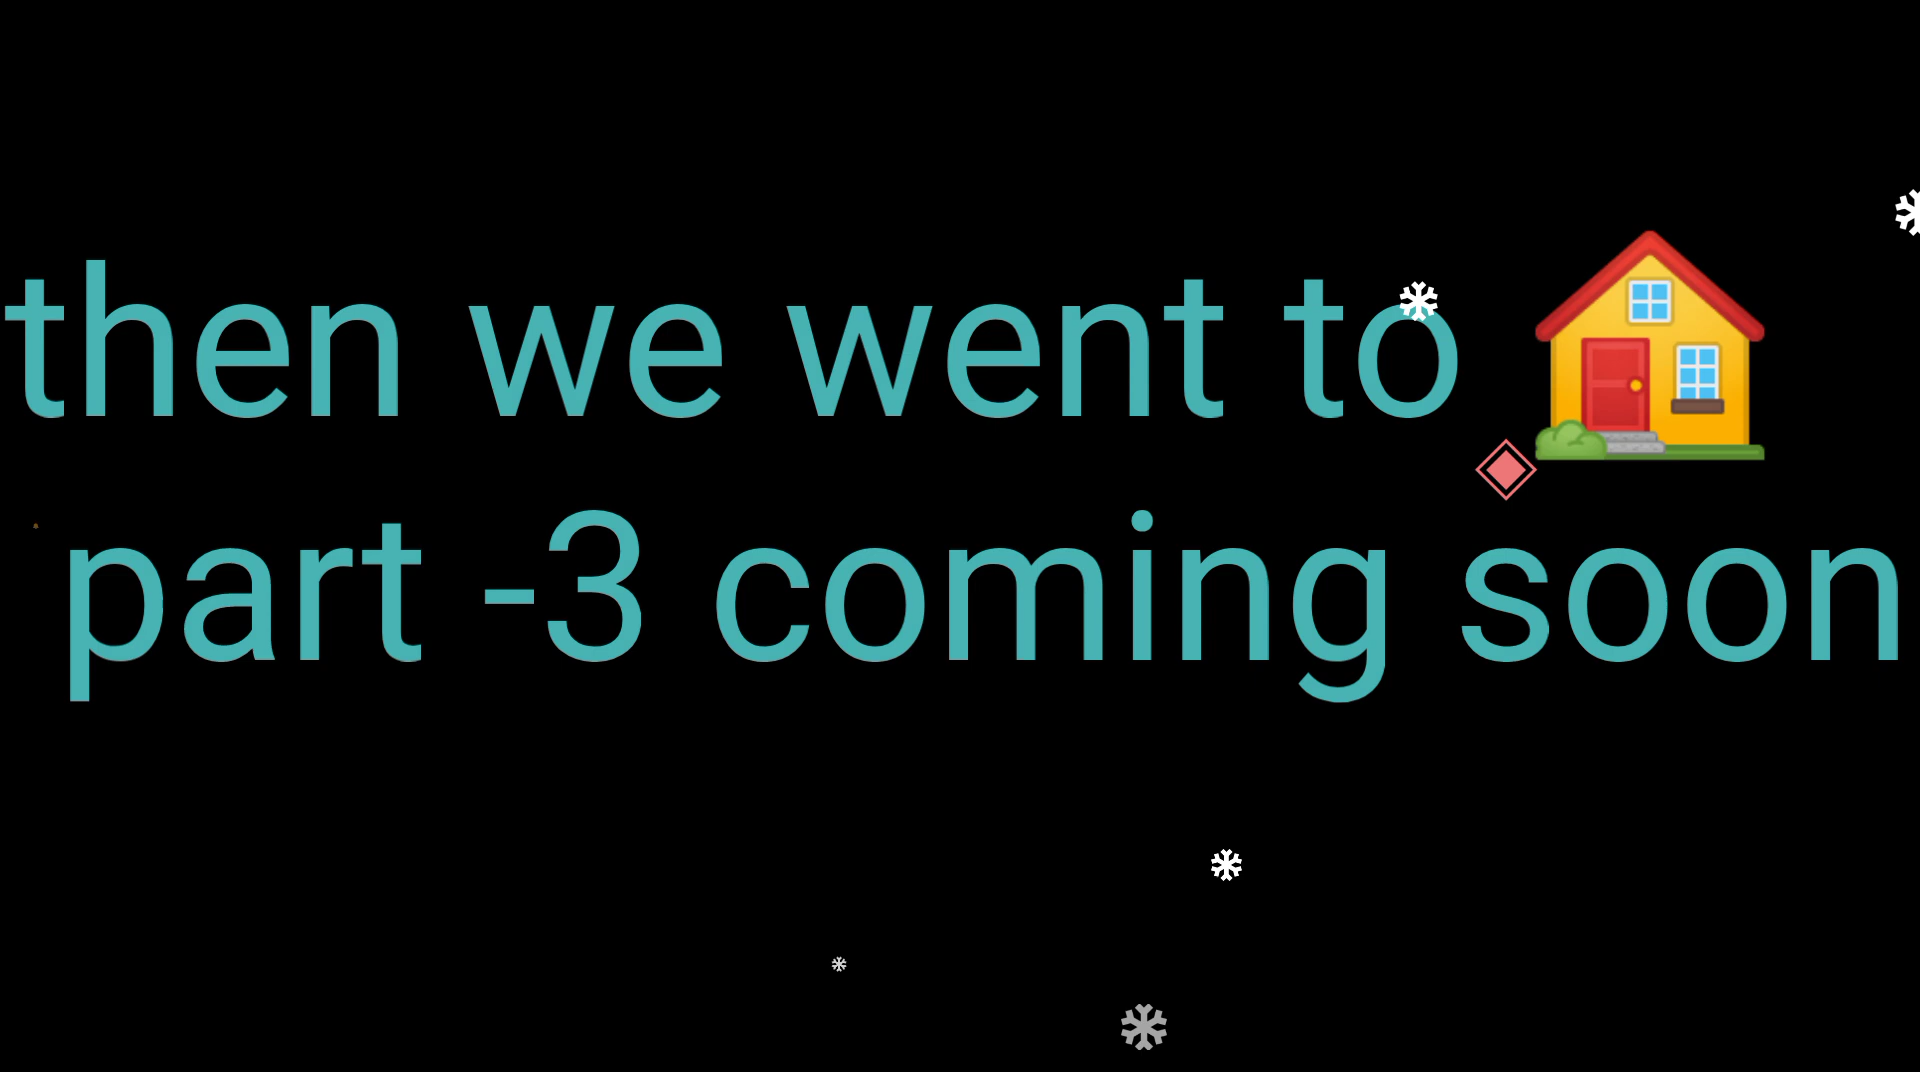 then we went to 🏠
part -3 coming soon